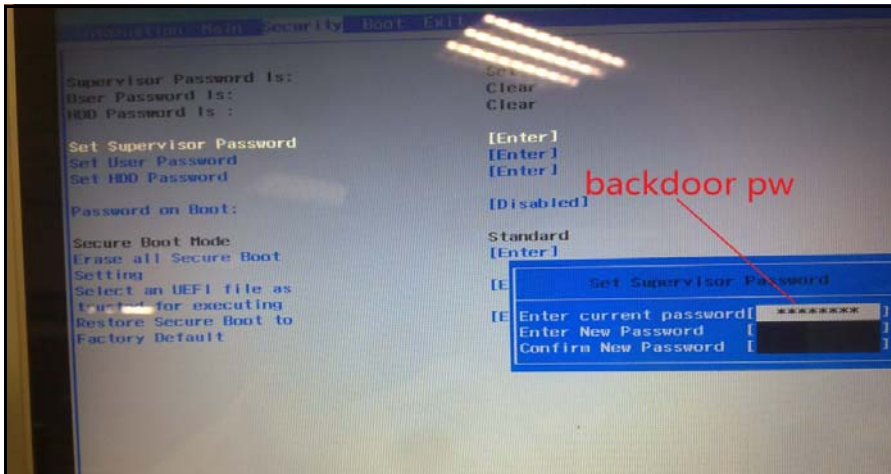 Information Main Security Boot Exit
Supervisor Password Is: Set
User Password Is: Clear
HDD Password Is : Clear
Set Supervisor Password [Enter]
Set User Password [Enter]
Set HDD Password [Enter]
backdoor pw
Password on Boot: [Disabled]
Secure Boot Mode Standard
Erase all Secure Boot [Enter]
Setting
Select an UEFI file as [E
trusted for executing
Restore Secure Boot to [E
Factory Default
Set Supervisor Password
Enter current password[ ******** ]
Enter New Password [ ]
Confirm New Password [ ]